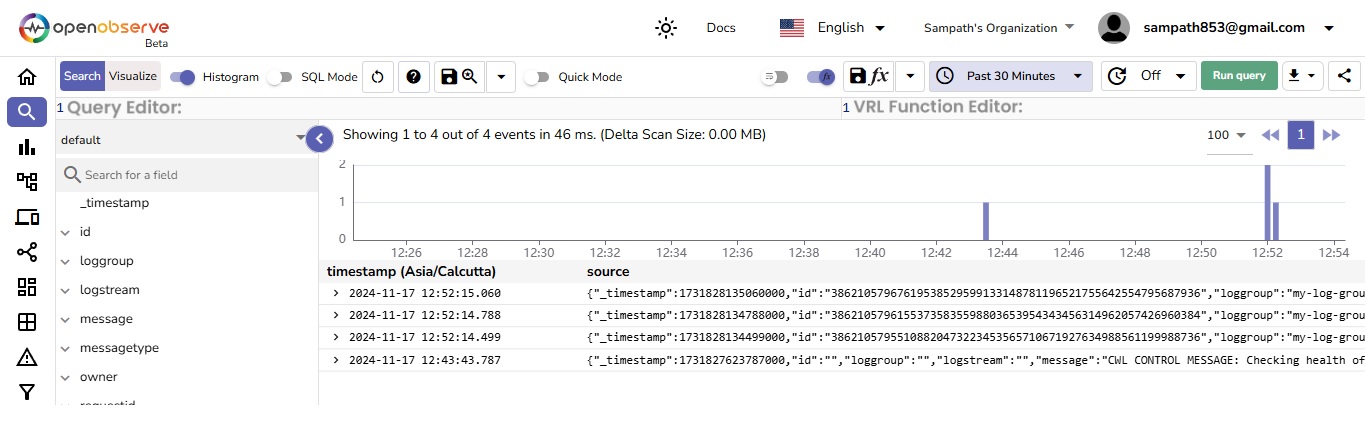 openobserve
Beta
Docs
English
Sampath's Organization
sampath853@gmail.com
Search Visualize Histogram SQL Mode Quick Mode fx fx Past 30 Minutes Off Run query
1 Query Editor:
1 VRL Function Editor:
default
Showing 1 to 4 out of 4 events in 46 ms. (Delta Scan Size: 0.00 MB)
100
1
Search for a field
_timestamp
id
loggroup
logstream
message
messagetype
owner
requestid
2
1
0
12:26 12:28 12:30 12:32 12:34 12:36 12:38 12:40 12:42 12:44 12:46 12:48 12:50 12:52 12:54
timestamp (Asia/Calcutta) source
2024-11-17 12:52:15.060 {"_timestamp":1731828135060000,"id":"38621057967619538529599133148781196521755642554795687936","loggroup":"my-log-grou
2024-11-17 12:52:14.788 {"_timestamp":1731828134788000,"id":"38621057961553735835598803653954343456314962057426960384","loggroup":"my-log-grou
2024-11-17 12:52:14.499 {"_timestamp":1731828134499000,"id":"38621057955108820473223453565710671927634988561199988736","loggroup":"my-log-grou
2024-11-17 12:43:43.787 {"_timestamp":1731827623787000,"id":"","loggroup":"","logstream":"","message":"CWL CONTROL MESSAGE: Checking health of